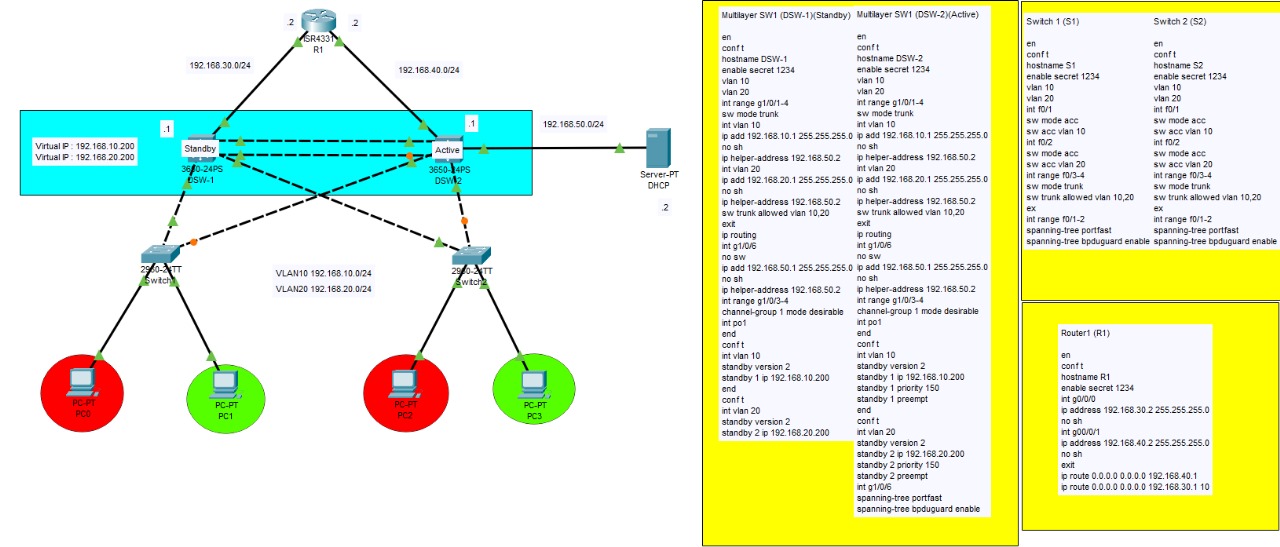 .2
.2
ISR4331
R1
192.168.30.0/24
192.168.40.0/24
.1
.1
192.168.50.0/24
Virtual IP : 192.168.10.200
Virtual IP : 192.168.20.200
Standby
3650-24PS
DSW-1
Active
3650-24PS
DSW-2
Server-PT
DHCP
.2
2960-24TT
Switch1
2960-24TT
Switch2
VLAN10 192.168.10.0/24
VLAN20 192.168.20.0/24
PC-PT
PC0
PC-PT
PC1
PC-PT
PC2
PC-PT
PC3
Multilayer SW1 (DSW-1)(Standby)
en
conf t
hostname DSW-1
enable secret 1234
vlan 10
vlan 20
int range g1/0/1-4
sw mode trunk
int vlan 10
ip add 192.168.10.1 255.255.255.0
no sh
ip helper-address 192.168.50.2
int vlan 20
ip add 192.168.20.1 255.255.255.0
no sh
ip helper-address 192.168.50.2
sw trunk allowed vlan 10,20
exit
ip routing
int g1/0/6
no sw
ip add 192.168.50.1 255.255.255.0
no sh
ip helper-address 192.168.50.2
int range g1/0/3-4
channel-group 1 mode desirable
int po1
end
conf t
int vlan 10
standby version 2
standby 1 ip 192.168.10.200
end
conf t
int vlan 20
standby version 2
standby 2 ip 192.168.20.200
Multilayer SW1 (DSW-2)(Active)
en
conf t
hostname DSW-2
enable secret 1234
vlan 10
vlan 20
int range g1/0/1-4
sw mode trunk
int vlan 10
ip add 192.168.10.1 255.255.255.0
no sh
ip helper-address 192.168.50.2
int vlan 20
ip add 192.168.20.1 255.255.255.0
no sh
ip helper-address 192.168.50.2
sw trunk allowed vlan 10,20
exit
ip routing
int g1/0/6
no sw
ip add 192.168.50.1 255.255.255.0
no sh
ip helper-address 192.168.50.2
int range g1/0/3-4
channel-group 1 mode desirable
int po1
end
conf t
int vlan 10
standby version 2
standby 1 ip 192.168.10.200
standby 1 priority 150
standby 1 preempt
end
conf t
int vlan 20
standby version 2
standby 2 ip 192.168.20.200
standby 2 priority 150
standby 2 preempt
int g1/0/6
spanning-tree portfast
spanning-tree bpduguard enable
Switch 1 (S1)
en
conf t
hostname S1
enable secret 1234
vlan 10
vlan 20
int f0/1
sw mode acc
sw acc vlan 10
int f0/2
sw mode acc
sw acc vlan 20
int range f0/3-4
sw mode trunk
sw trunk allowed vlan 10,20
ex
int range f0/1-2
spanning-tree portfast
spanning-tree bpduguard enable
Switch 2 (S2)
en
conf t
hostname S2
enable secret 1234
vlan 10
vlan 20
int f0/1
sw mode acc
sw acc vlan 10
int f0/2
sw mode acc
sw acc vlan 20
int range f0/3-4
sw mode trunk
sw trunk allowed vlan 10,20
ex
int range f0/1-2
spanning-tree portfast
spanning-tree bpduguard enable
Router1 (R1)
en
conf t
hostname R1
enable secret 1234
int g0/0/0
ip address 192.168.30.2 255.255.255.0
no sh
int g00/0/1
ip address 192.168.40.2 255.255.255.0
no sh
exit
ip route 0.0.0.0 0.0.0.0 192.168.40.1
ip route 0.0.0.0 0.0.0.0 192.168.30.1 10